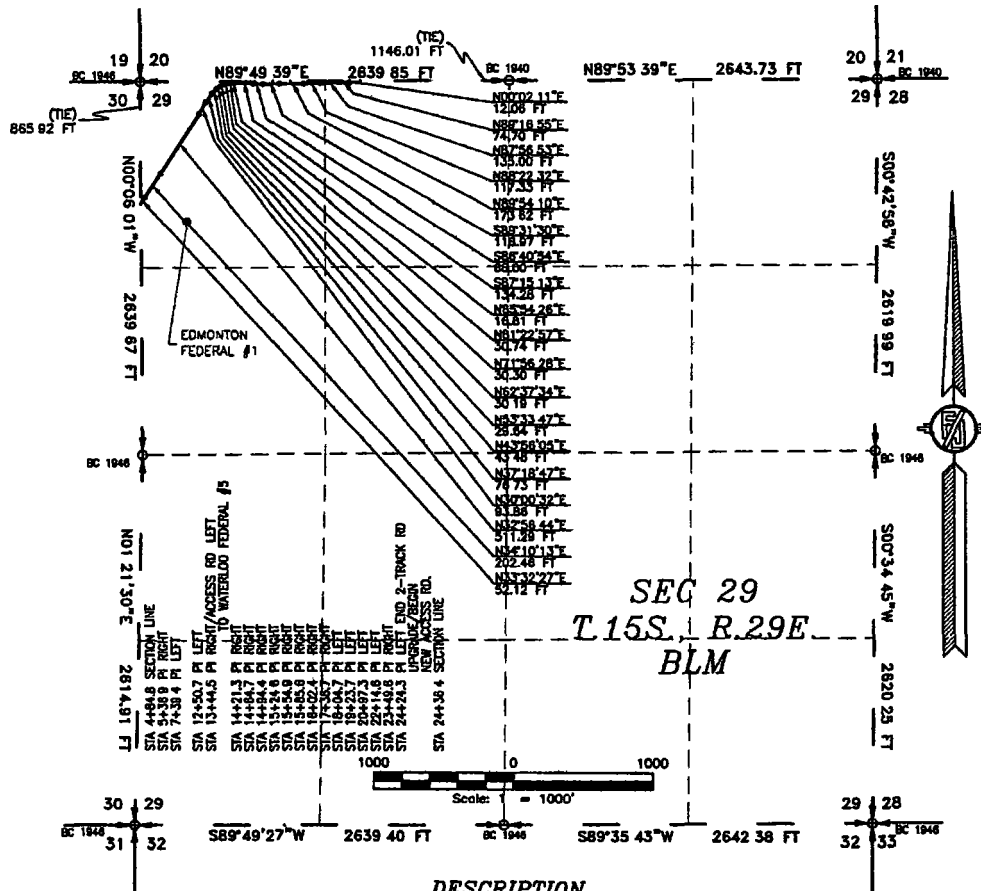 (TIE)
1146.01 FT
19 20
BC 1946
30 29
(TIE)
865 92 FT
N89°49 39"E 2639 85 FT
BC 1940
N89°53 39"E 2643.73 FT
20 21
BC 1940
29 28
N00°02 11"E
12.06 FT
N89°16 55"E
74.70 FT
N87°56 53"E
135.00 FT
N88°22 32"E
117.33 FT
N89°54 10"E
173 62 FT
S89°31'30"E
118.97 FT
S86°40'54"E
S87°15 13"E
134.28 FT
N85°54 26"E
16.81 FT
N81°22'57"E
30.74 FT
N71°56 28"E
30.30 FT
N62°37'34"E
30 19 FT
N53°33'47"E
29.64 FT
N43°56'05"E
43 48 FT
N37°18'47"E
76 73 FT
N30°00'32"E
93.86 FT
N32°58 44"E
511.29 FT
N34°10'13"E
202.48 FT
N33°32'27"E
52.12 FT
N00°06 01"W 2639 67 FT
EDMONTON
FEDERAL #1
S00°42'58"W 2619 99 FT
BC 1946
BC 1946
N01 21'30"E 2614.91 FT
S00°34 45"W 2620 25 FT
STA 4+84.8 SECTION LINE
STA 5+36 9 PI RIGHT
STA 7+39 4 PI LEFT
STA 12+50.7 PI LEFT
STA 13+44.5 PI RIGHT/ACCESS RD LEFT
TO WATERLOO FEDERAL #5
STA 14+21.3 PI RIGHT
STA 14+64.7 PI RIGHT
STA 14+94.4 PI RIGHT
STA 15+24.6 PI RIGHT
STA 15+54.9 PI RIGHT
STA 15+85.6 PI RIGHT
STA 16+02.4 PI RIGHT
STA 17+36.7 PI RIGHT
STA 18+04.7 PI LEFT
STA 19+23.7 PI LEFT
STA 20+97.3 PI LEFT
STA 22+14.6 PI LEFT
STA 23+49.6 PI RIGHT
STA 24+24.3 PI LEFT END 2-TRACK RD
UPGRADE/BEGIN
NEW ACCESS RD.
STA 24+36 4 SECTION LINE
SEC 29
T.15S., R.29E
BLM
1000 0 1000
Scale: 1 = 1000'
30 29
BC 1946
31 32
S89°49'27"W 2639 40 FT
BC 1946
S89°35 43"W 2642 38 FT
29 28
BC 1946
32 33
DESCRIPTION